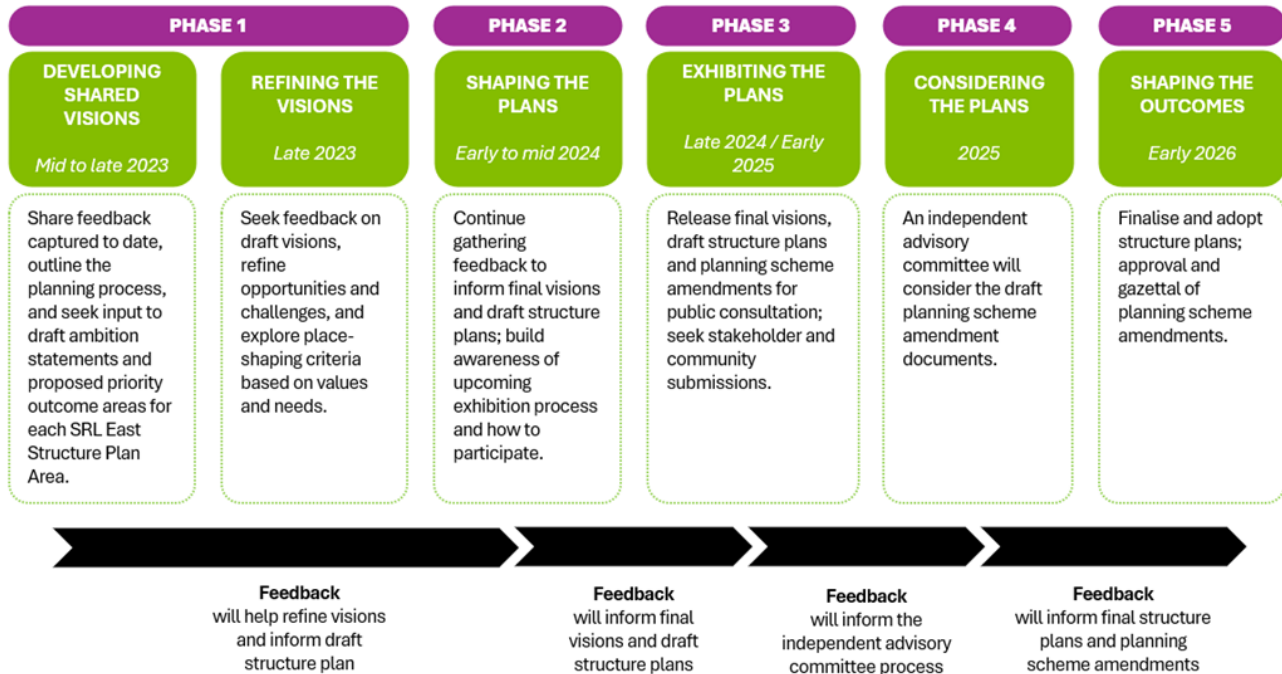 PHASE 1
PHASE 2
PHASE 3
PHASE 4
PHASE 5
DEVELOPING
SHARED
VISIONS
Mid to late 2023
REFINING THE
VISIONS
Late 2023
SHAPING THE
PLANS
Early to mid 2024
EXHIBITING THE
PLANS
Late 2024 / Early
2025
CONSIDERING
THE PLANS
2025
SHAPING THE
OUTCOMES
Early 2026
Share feedback
captured to date,
outline the
planning process,
and seek input to
draft ambition
statements and
proposed priority
outcome areas for
each SRL East
Structure Plan
Area.
Seek feedback on
draft visions,
refine
opportunities and
challenges, and
explore place-
shaping criteria
based on values
and needs.
Continue
gathering
feedback to
inform final visions
and draft structure
plans; build
awareness of
upcoming
exhibition process
and how to
participate.
Release final visions,
draft structure plans
and planning scheme
amendments for
public consultation;
seek stakeholder and
community
submissions.
An independent
advisory
committee will
consider the draft
planning scheme
amendment
documents.
Finalise and adopt
structure plans;
approval and
gazettal of
planning scheme
amendments.
Feedback
will help refine visions
and inform draft
structure plan
Feedback
will inform final
visions and draft
structure plans
Feedback
will inform the
independent advisory
committee process
Feedback
will inform final structure
plans and planning
scheme amendments